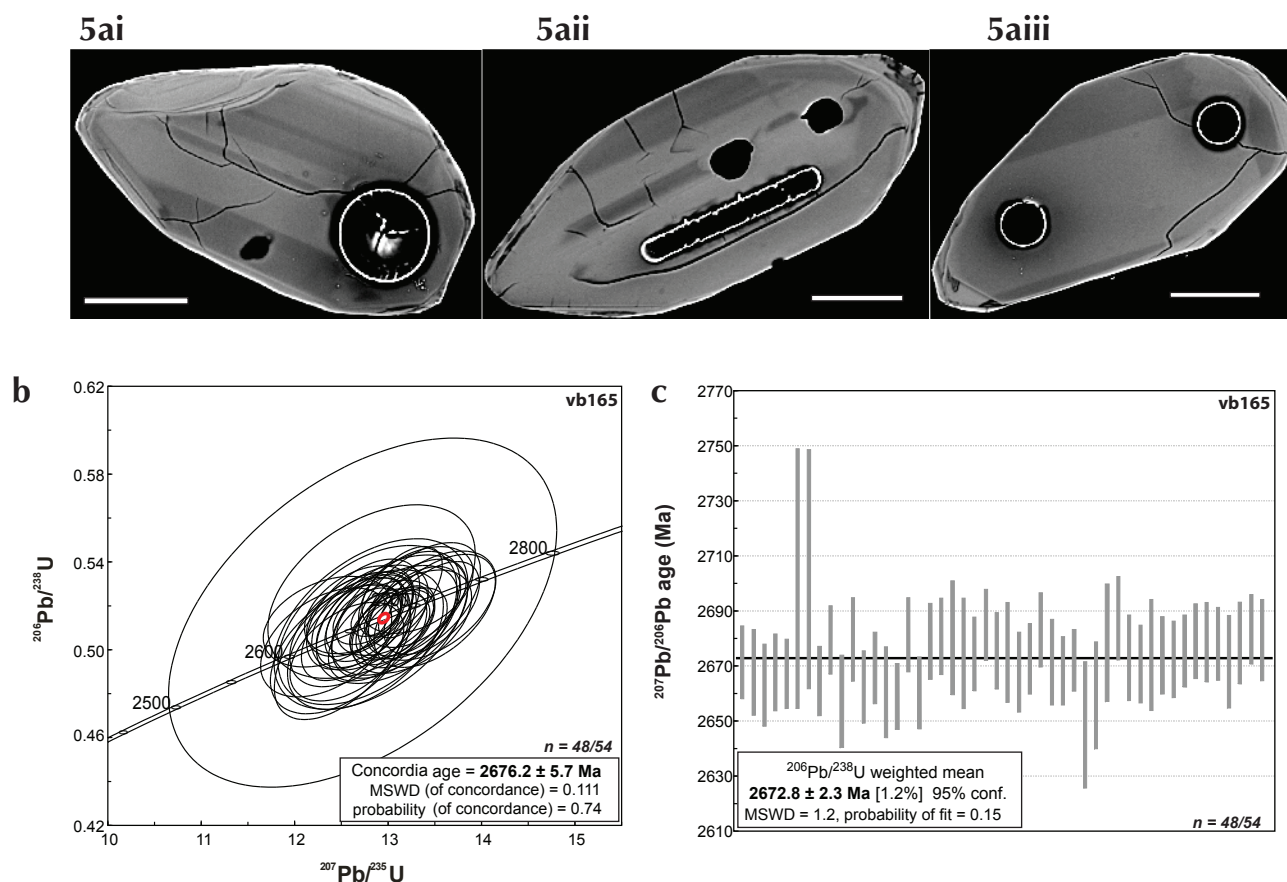 5ai
5aii
5aiii
b
vb165
0.62
0.58
0.54
0.50
0.46
0.42
²⁰⁶Pb/²³⁸U
2500
2600
2800
n = 48/54
Concordia age = 2676.2 ± 5.7 Ma
MSWD (of concordance) = 0.111
probability (of concordance) = 0.74
10 11 12 13 14 15
²⁰⁷Pb/²³⁵U
c
vb165
2770
2750
2730
2710
2690
2670
2650
2630
2610
²⁰⁷Pb/²⁰⁶Pb age (Ma)
²⁰⁶Pb/²³⁸U weighted mean
2672.8 ± 2.3 Ma [1.2%] 95% conf.
MSWD = 1.2, probability of fit = 0.15
n = 48/54